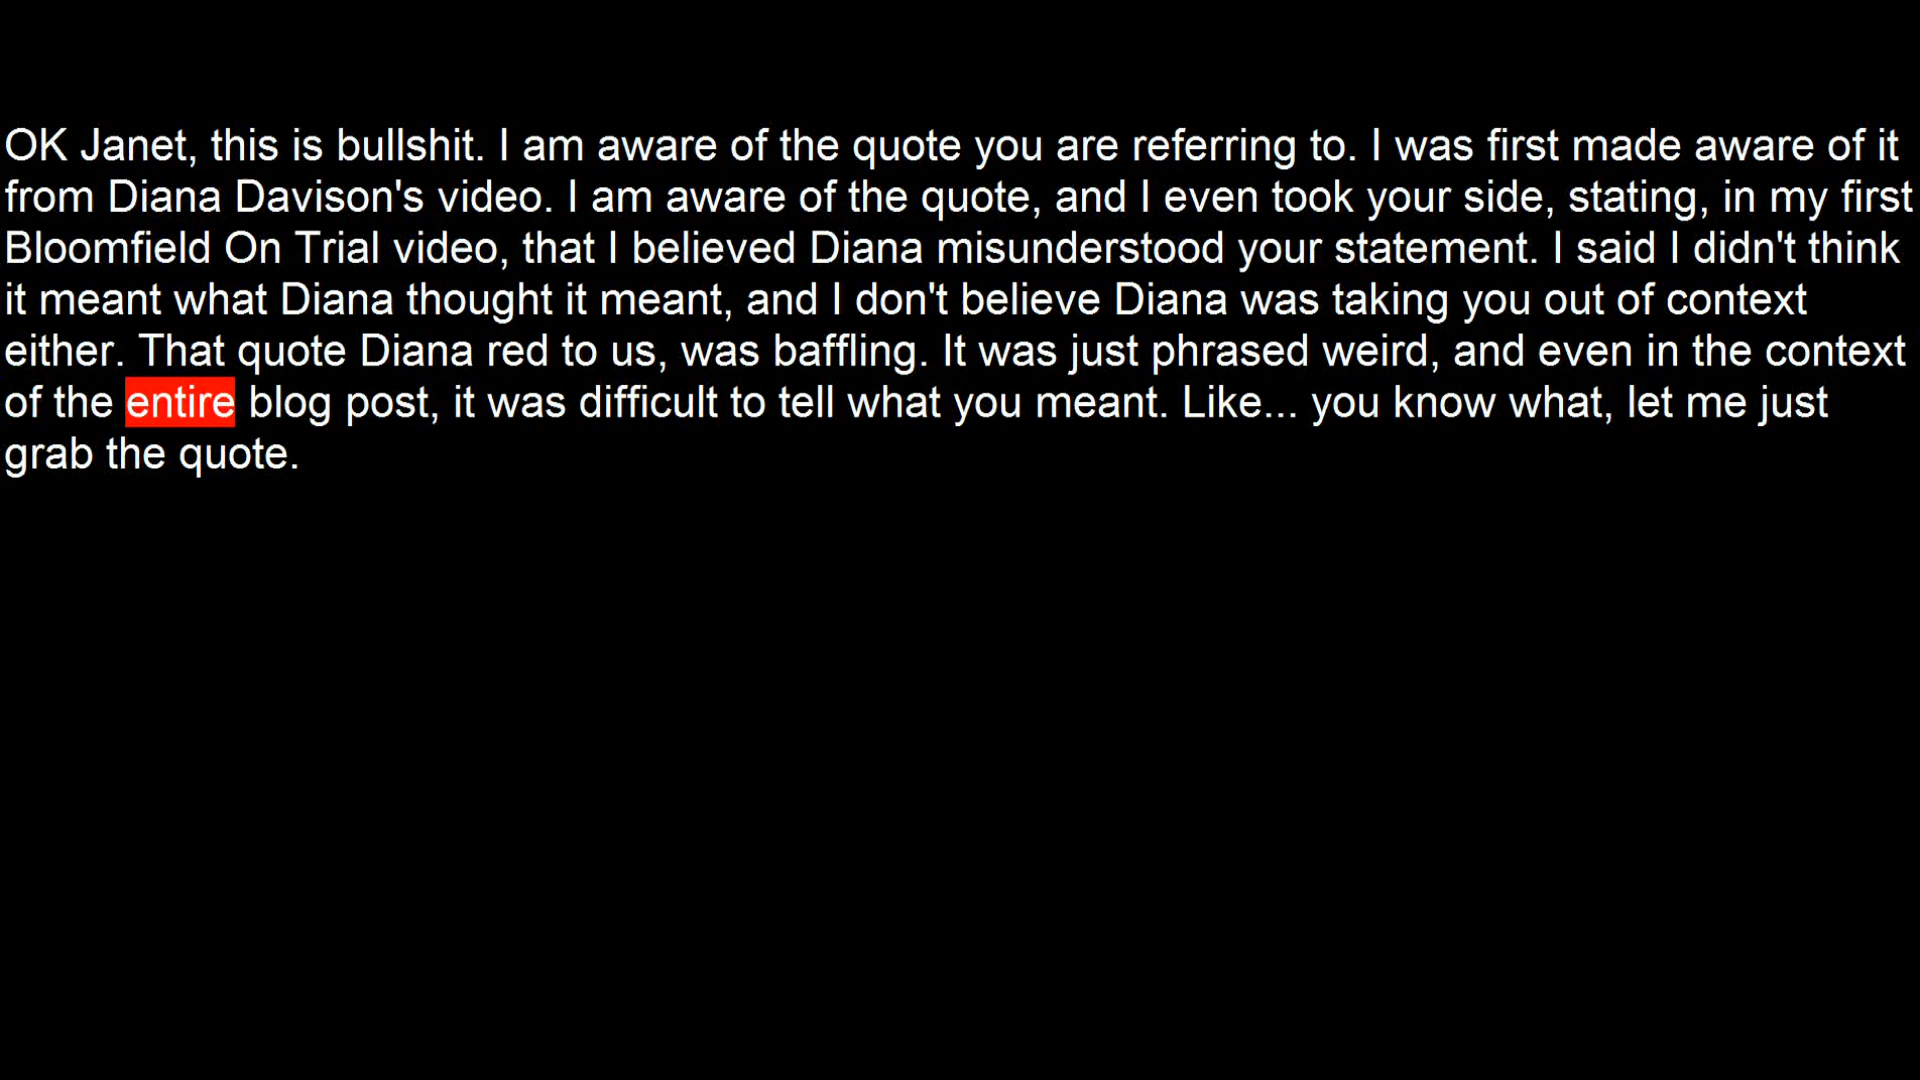 OK Janet, this is bullshit. I am aware of the quote you are referring to. I was first made aware of it
from Diana Davison's video. I am aware of the quote, and I even took your side, stating, in my first
Bloomfield On Trial video, that I believed Diana misunderstood your statement. I said I didn't think
it meant what Diana thought it meant, and I don't believe Diana was taking you out of context
either. That quote Diana red to us, was baffling. It was just phrased weird, and even in the context
of the entire blog post, it was difficult to tell what you meant. Like... you know what, let me just
grab the quote.